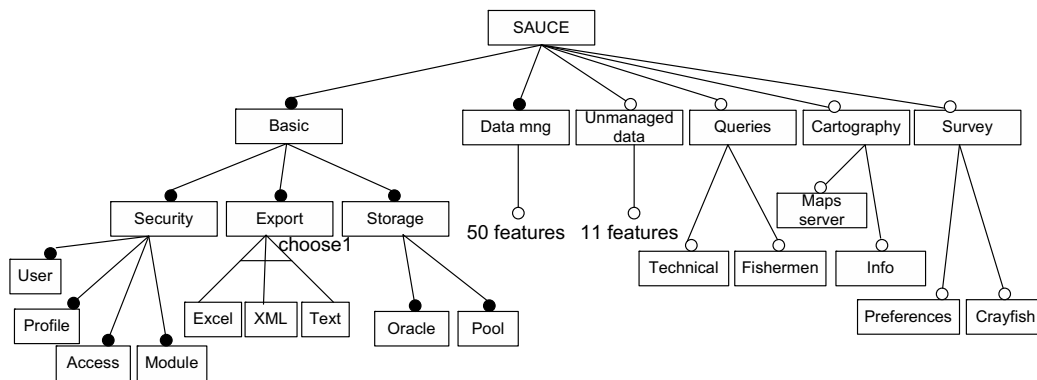 SAUCE
Basic
Data mng
Unmanaged
data
Queries
Cartography
Survey
Security
Export
Storage
choose1
50 features
11 features
Maps
server
User
Technical
Fishermen
Info
Profile
Excel
XML
Text
Oracle
Pool
Preferences
Crayfish
Access
Module